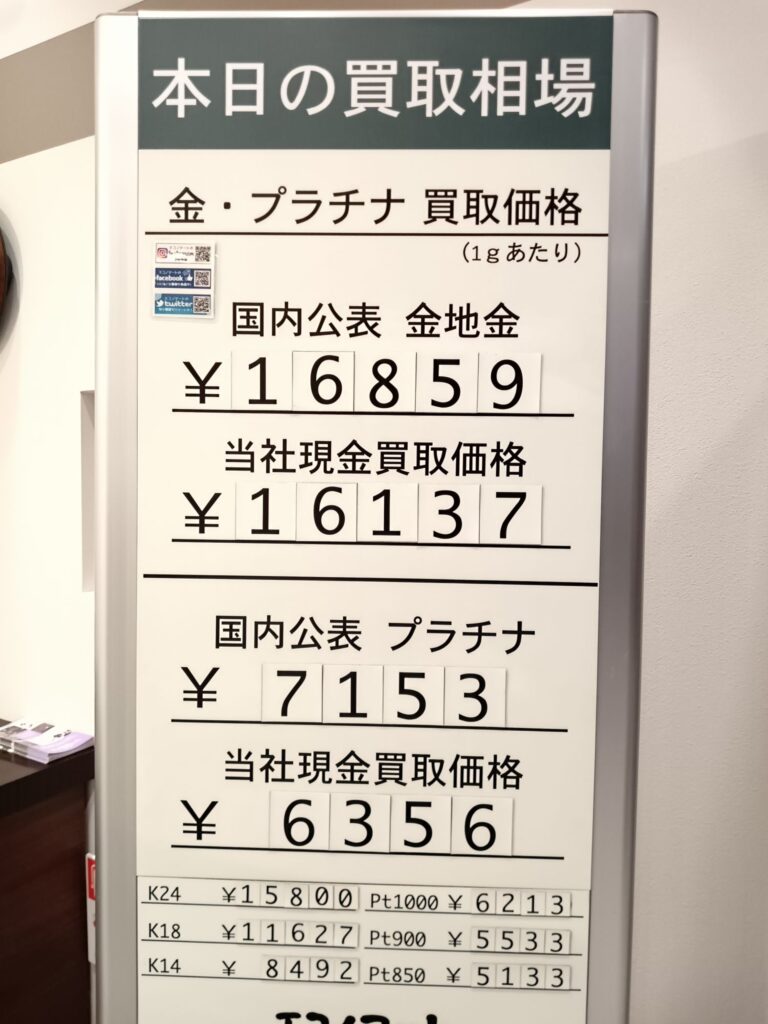 本日の買取相場
金・プラチナ 買取価格
(1gあたり)
facebook
twitter
国内公表 金地金
¥16859
当社現金買取価格
¥16137
国内公表 プラチナ
¥7153
当社現金買取価格
¥6356
K24 ¥15800 Pt1000 ¥6213
K18 ¥11627 Pt900 ¥5533
K14 ¥8492 Pt850 ¥5133